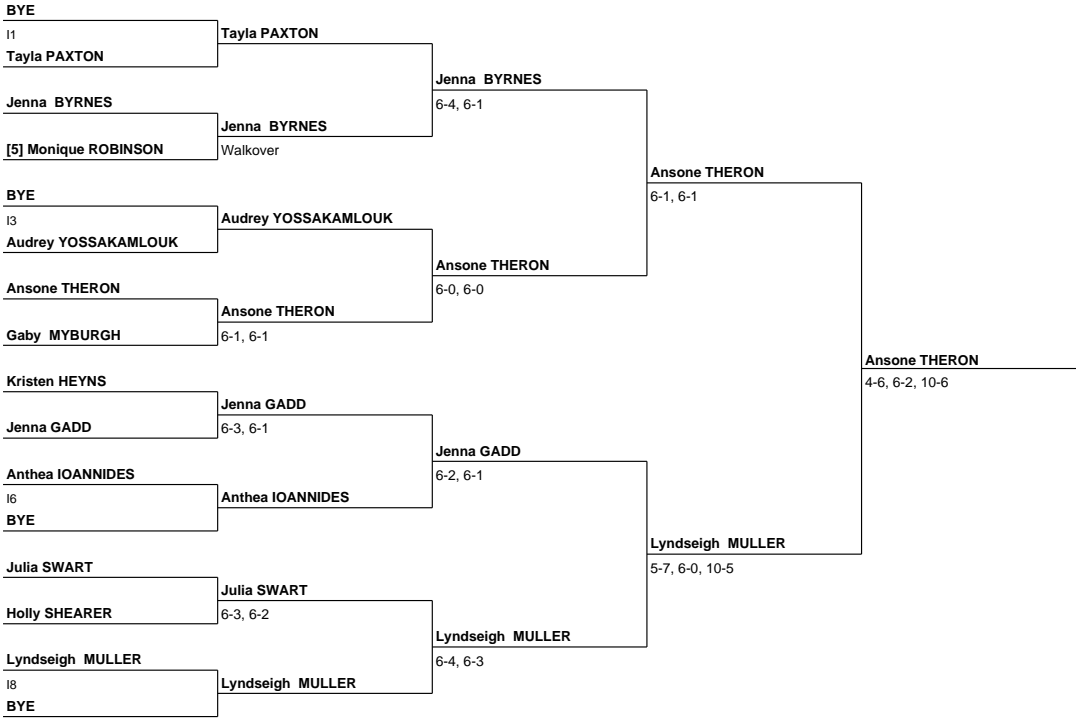 BYE
I1
Tayla PAXTON
Jenna BYRNES
[5] Monique ROBINSON
BYE
I3
Audrey YOSSAKAMLOUK
Ansone THERON
Gaby MYBURGH
Kristen HEYNS
Jenna GADD
Anthea IOANNIDES
I6
BYE
Julia SWART
Holly SHEARER
Lyndseigh MULLER
I8
BYE
Tayla PAXTON
Jenna BYRNES
Walkover
Audrey YOSSAKAMLOUK
Ansone THERON
6-1, 6-1
Jenna GADD
6-3, 6-1
Anthea IOANNIDES
Julia SWART
6-3, 6-2
Lyndseigh MULLER
Jenna BYRNES
6-4, 6-1
Ansone THERON
6-0, 6-0
Jenna GADD
6-2, 6-1
Lyndseigh MULLER
6-4, 6-3
Ansone THERON
6-1, 6-1
Lyndseigh MULLER
5-7, 6-0, 10-5
Ansone THERON
4-6, 6-2, 10-6